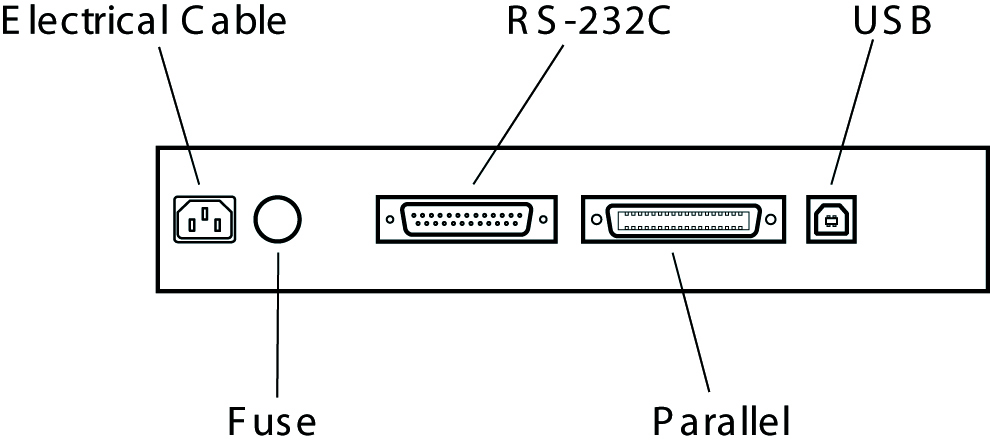 Electrical Cable
RS-232C
USB
Fuse
Parallel